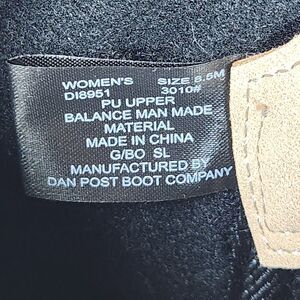 WOMEN'S SIZE 8.5M
DI8951 3010#
PU UPPER
BALANCE MAN MADE
MATERIAL
MADE IN CHINA
G/BO SL
MANUFACTURED BY
DAN POST BOOT COMPANY